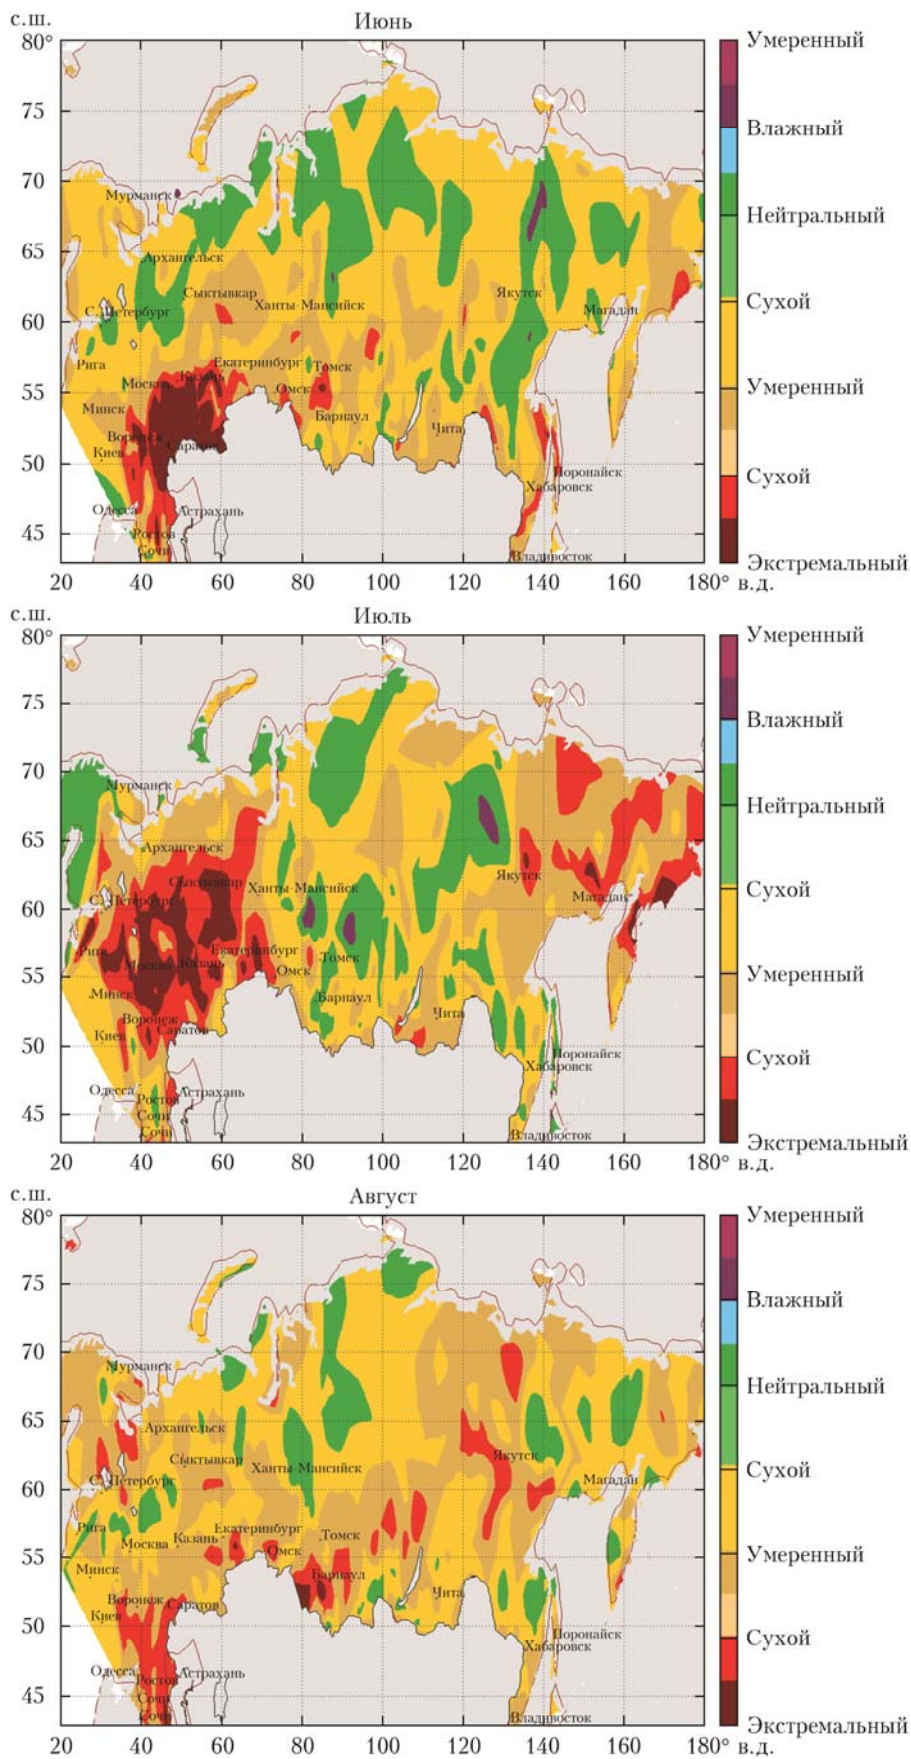 с.ш.
Июнь
80°
75
70
65
60
55
50
45
20 40 60 80 100 120 140 160 180° в.д.
Мурманск
Архангельск
Сыктывкар
Ханты-Мансийск
Якутск
Магадан
С. Петербург
Рига
Екатеринбург
Томск
Москва
Казань
Омск
Минск
Барнаул
Чита
Воронеж
Саратов
Киев
Поронайск
Хабаровск
Одесса
Астрахань
Ростов
Сочи
Владивосток
Умеренный
Влажный
Нейтральный
Сухой
Умеренный
Сухой
Экстремальный
с.ш.
Июль
80°
75
70
65
60
55
50
45
20 40 60 80 100 120 140 160 180° в.д.
Мурманск
Архангельск
Сыктывкар
Ханты-Мансийск
Якутск
Магадан
С. Петербург
Рига
Екатеринбург
Томск
Москва
Казань
Омск
Минск
Барнаул
Чита
Воронеж
Саратов
Киев
Поронайск
Хабаровск
Одесса
Астрахань
Ростов
Сочи
Сочи
Владивосток
Умеренный
Влажный
Нейтральный
Сухой
Умеренный
Сухой
Экстремальный
с.ш.
Август
80°
75
70
65
60
55
50
45
20 40 60 80 100 120 140 160 180° в.д.
Мурманск
Архангельск
Сыктывкар
Ханты-Мансийск
Якутск
Магадан
С. Петербург
Рига
Екатеринбург
Томск
Москва
Казань
Омск
Минск
Барнаул
Чита
Воронеж
Саратов
Киев
Поронайск
Хабаровск
Одесса
Астрахань
Ростов
Сочи
Сочи
Владивосток
Умеренный
Влажный
Нейтральный
Сухой
Умеренный
Сухой
Экстремальный